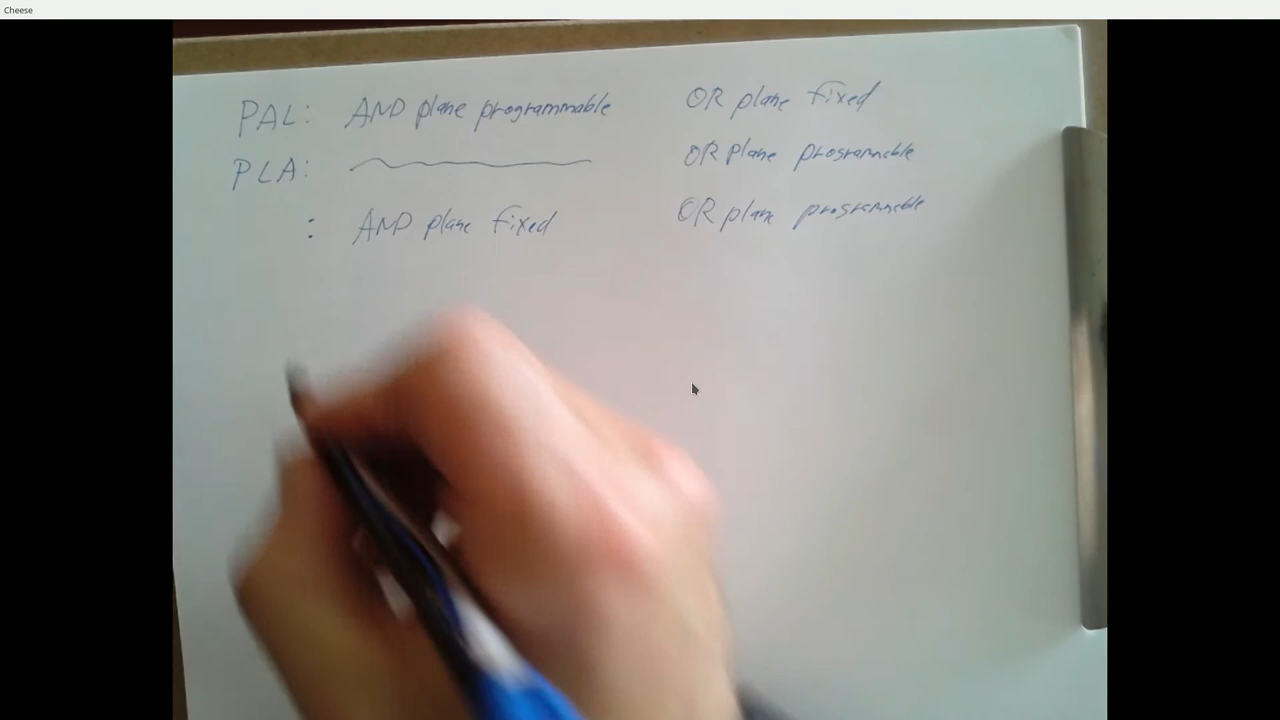 Cheese
PAL: AND plane programmable OR plane fixed
PLA: OR plane programmable
: AND plane fixed OR plane programmable